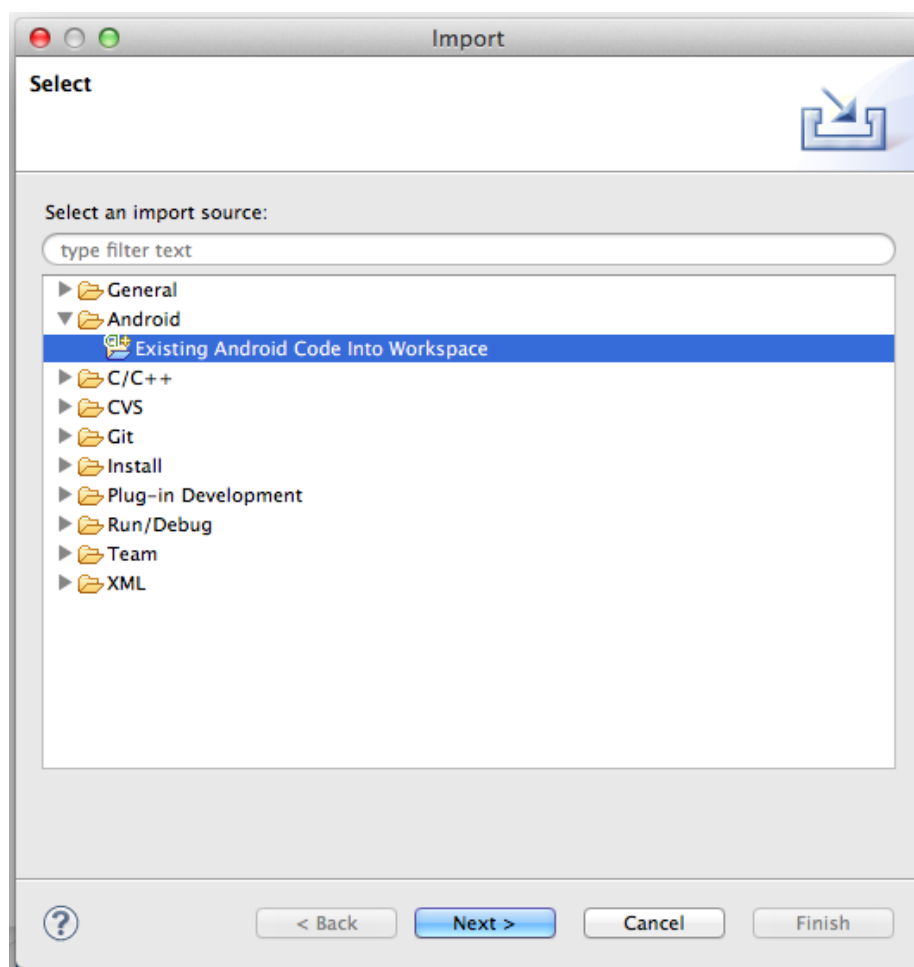 Import
Select
Select an import source:
type filter text
General
Android
Existing Android Code Into Workspace
C/C++
CVS
Git
Install
Plug-in Development
Run/Debug
Team
XML
?
< Back
Next >
Cancel
Finish